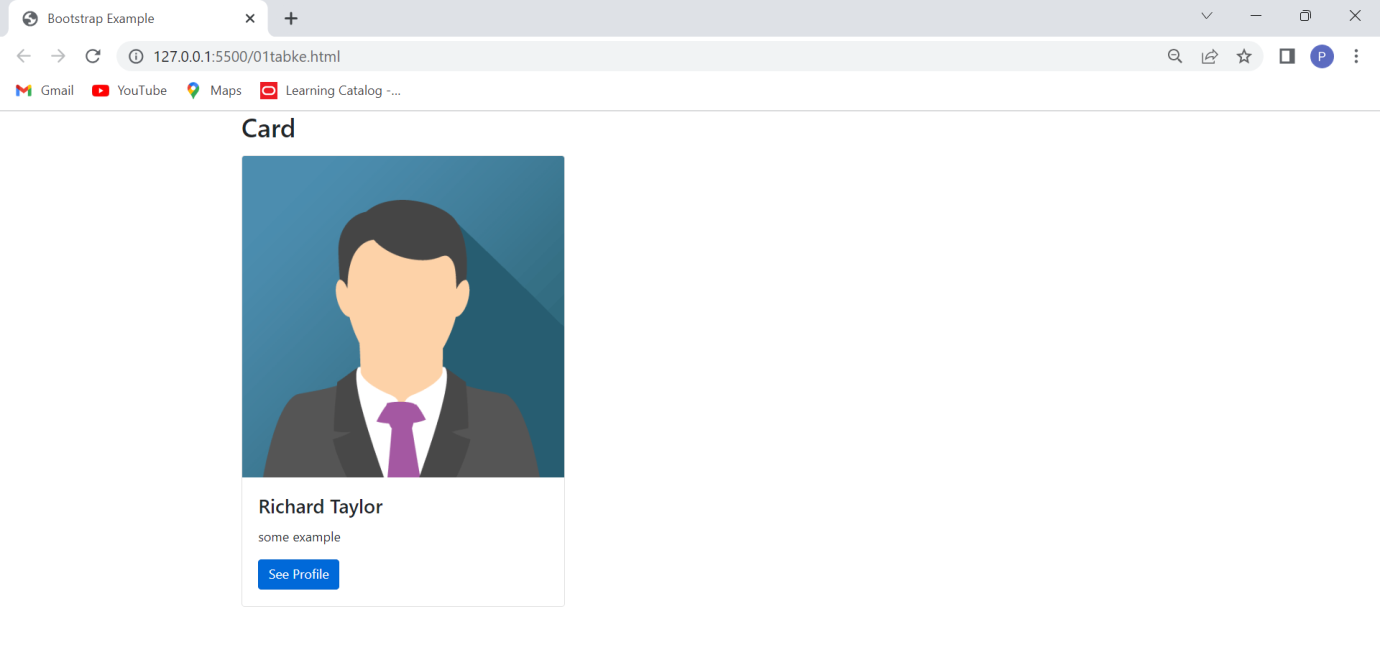 Bootstrap Example
127.0.0.1:5500/01tabke.html
P
Gmail YouTube Maps Learning Catalog -...
Card
Richard Taylor
some example
See Profile